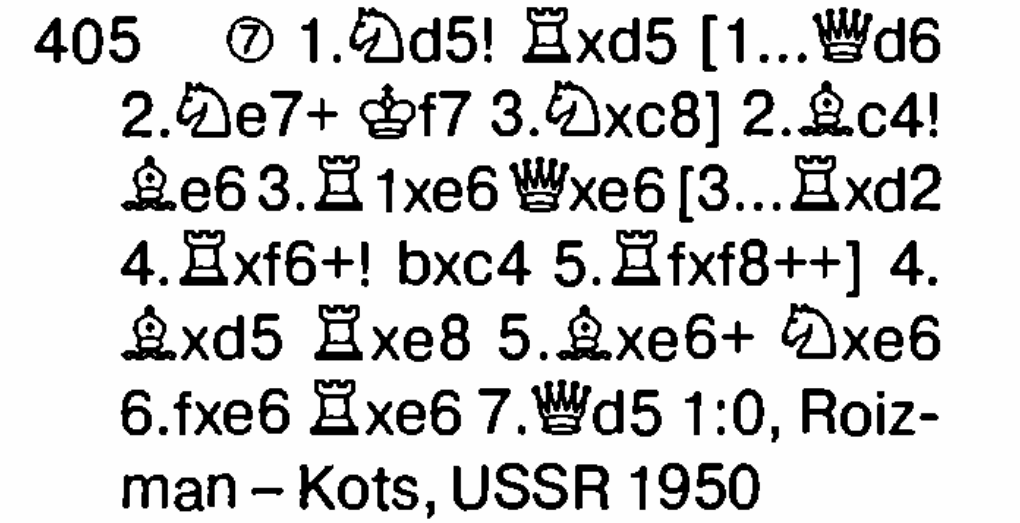 405 ⑦ 1.♘d5! ♖xd5 [1...♕d6
2.♘e7+ ♔f7 3.♘xc8] 2.♗c4!
♗e6 3.♖1xe6 ♕xe6 [3...♖xd2
4.♖xf6+! bxc4 5.♖fxf8++] 4.
♗xd5 ♖xe8 5.♗xe6+ ♘xe6
6.fxe6 ♖xe6 7.♕d5 1:0, Roiz-
man – Kots, USSR 1950